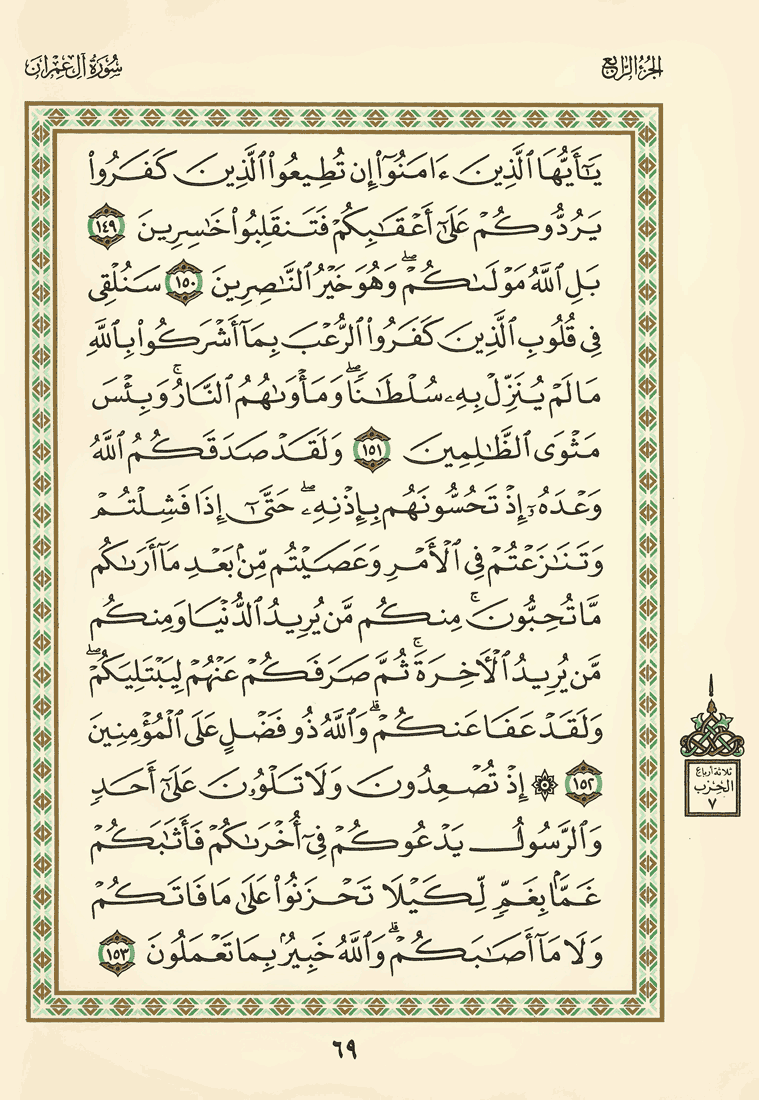 الجزء الرابع
سورة آل عمران
يَٰٓأَيُّهَا ٱلَّذِينَ ءَامَنُوٓا۟ إِن تُطِيعُوا۟ ٱلَّذِينَ كَفَرُوا۟
يَرُدُّوكُمْ عَلَىٰٓ أَعْقَٰبِكُمْ فَتَنقَلِبُوا۟ خَٰسِرِينَ ١٤٩
بَلِ ٱللَّهُ مَوْلَىٰكُمْ ۖ وَهُوَ خَيْرُ ٱلنَّٰصِرِينَ ١٥٠ سَنُلْقِى
فِى قُلُوبِ ٱلَّذِينَ كَفَرُوا۟ ٱلرُّعْبَ بِمَآ أَشْرَكُوا۟ بِٱللَّهِ
مَا لَمْ يُنَزِّلْ بِهِۦ سُلْطَٰنًا ۖ وَمَأْوَىٰهُمُ ٱلنَّارُ ۚ وَبِئْسَ
مَثْوَى ٱلظَّٰلِمِينَ ١٥١ وَلَقَدْ صَدَقَكُمُ ٱللَّهُ
وَعْدَهُۥٓ إِذْ تَحُسُّونَهُم بِإِذْنِهِۦ ۖ حَتَّىٰٓ إِذَا فَشِلْتُمْ
وَتَنَٰزَعْتُمْ فِى ٱلْأَمْرِ وَعَصَيْتُم مِّنۢ بَعْدِ مَآ أَرَىٰكُم
مَّا تُحِبُّونَ ۚ مِنكُم مَّن يُرِيدُ ٱلدُّنْيَا وَمِنكُم
مَّن يُرِيدُ ٱلْءَاخِرَةَ ۚ ثُمَّ صَرَفَكُمْ عَنْهُمْ لِيَبْتَلِيَكُمْ ۖ
وَلَقَدْ عَفَا عَنكُمْ ۗ وَٱللَّهُ ذُو فَضْلٍ عَلَى ٱلْمُؤْمِنِينَ
١٥٢ ۞ إِذْ تُصْعِدُونَ وَلَا تَلْوُۥنَ عَلَىٰٓ أَحَدٍ
وَٱلرَّسُولُ يَدْعُوكُمْ فِىٓ أُخْرَىٰكُمْ فَأَثَٰبَكُمْ
غَمًّۢا بِغَمٍّ لِّكَيْلَا تَحْزَنُوا۟ عَلَىٰ مَا فَاتَكُمْ
وَلَا مَآ أَصَٰبَكُمْ ۗ وَٱللَّهُ خَبِيرٌۢ بِمَا تَعْمَلُونَ ١٥٣
ثلاثة أرباع
الحزب
٧
٦٩